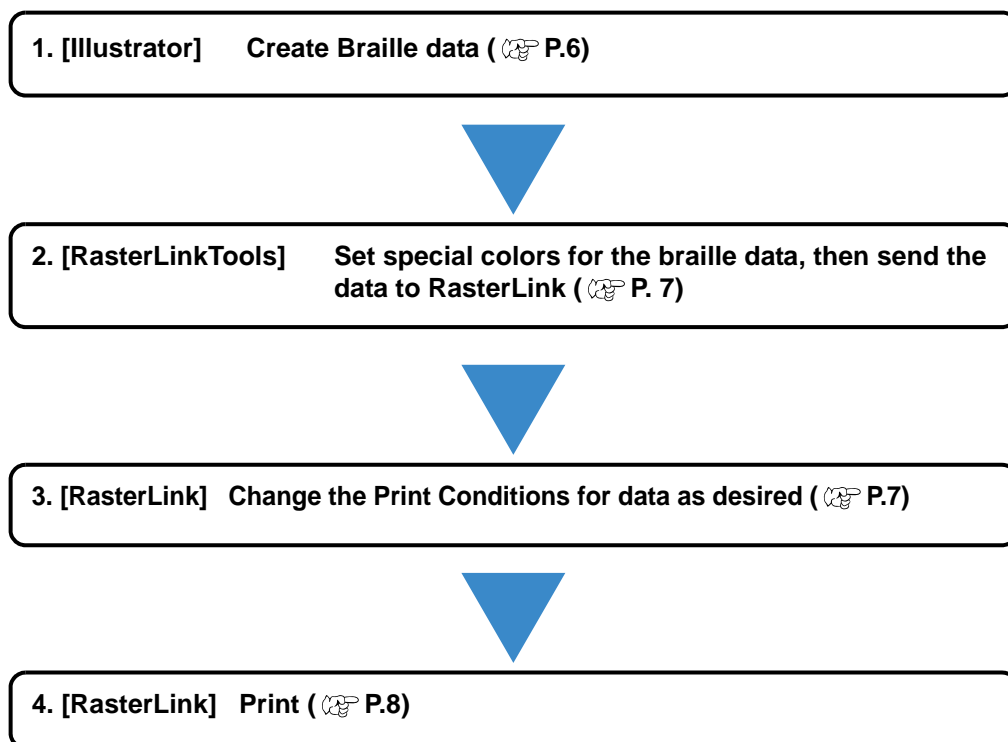 1. [Illustrator] Create Braille data ( P.6)
2. [RasterLinkTools] Set special colors for the braille data, then send the
data to RasterLink ( P. 7)
3. [RasterLink] Change the Print Conditions for data as desired ( P.7)
4. [RasterLink] Print ( P.8)